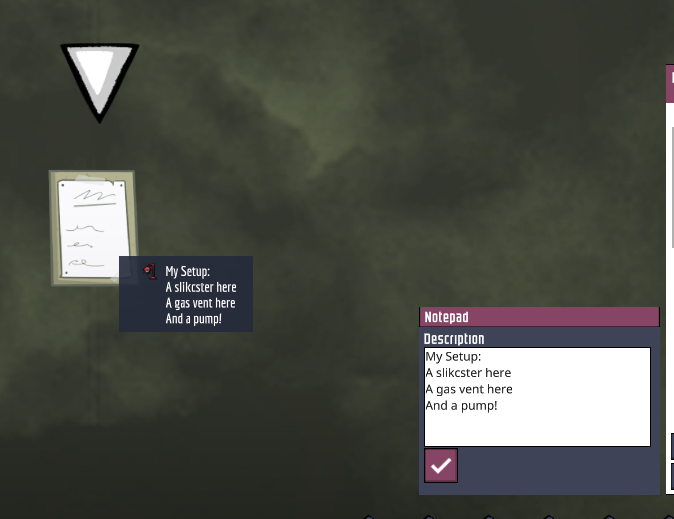 My Setup:
A slikcster here
A gas vent here
And a pump!
Notepad
Description
My Setup:
A slikcster here
A gas vent here
And a pump!